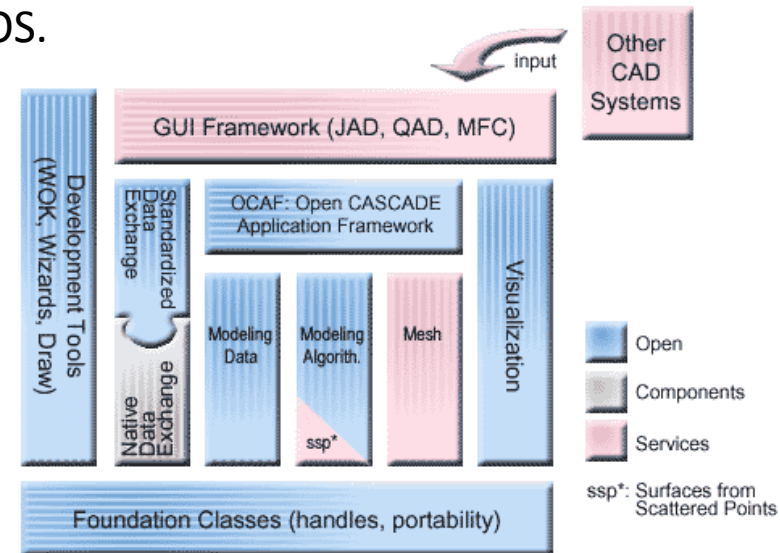 OS.
input
Other
CAD
Systems
GUI Framework (JAD, QAD, MFC)
Development Tools
(WOK, Wizards, Draw)
Standardized
Data
Exchange
OCAF: Open CASCADE
Application Framework
Visualization
Native
Data
Exchange
Modeling
Data
Modeling
Algorith.
ssp*
Mesh
Open
Components
Services
ssp*: Surfaces from
Scattered Points
Foundation Classes (handles, portability)